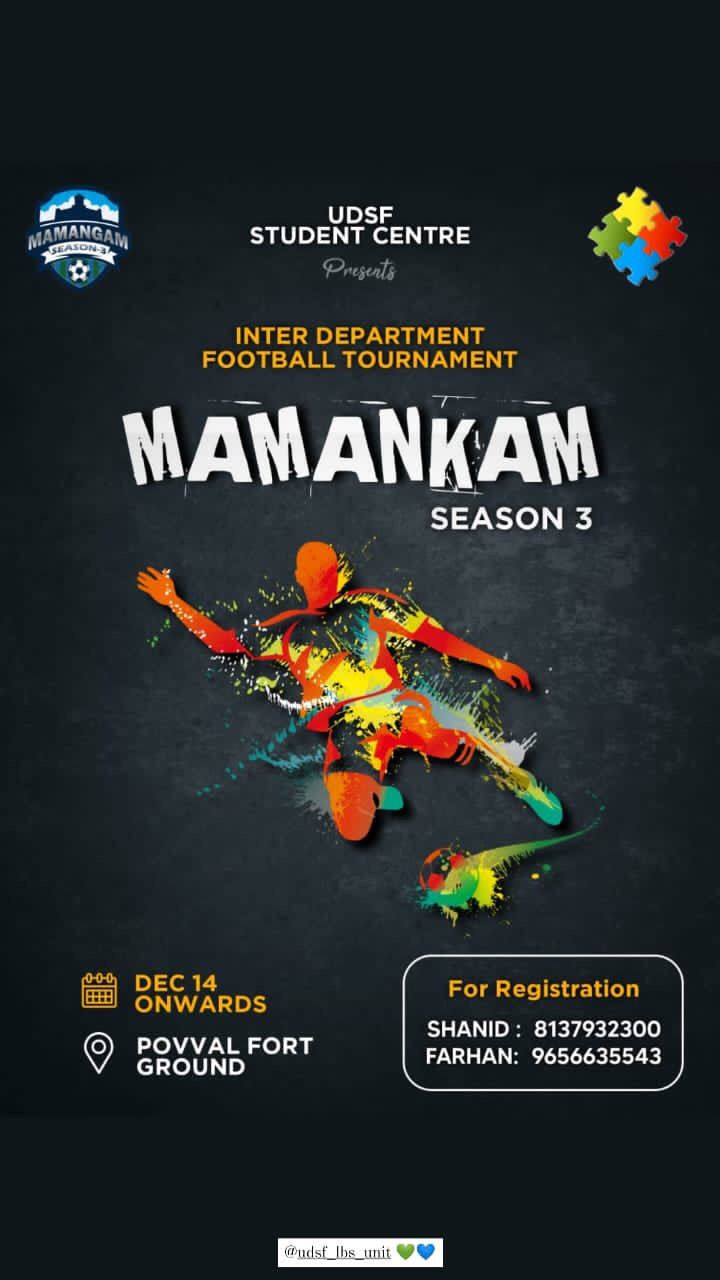 MAMANGAM
SEASON-3
UDSF
STUDENT CENTRE
Presents
INTER DEPARTMENT
FOOTBALL TOURNAMENT
MAMANKAM
SEASON 3
DEC 14
ONWARDS
POVVAL FORT
GROUND
For Registration
SHANID : 8137932300
FARHAN: 9656635543
@udsf_lbs_unit 💚💙